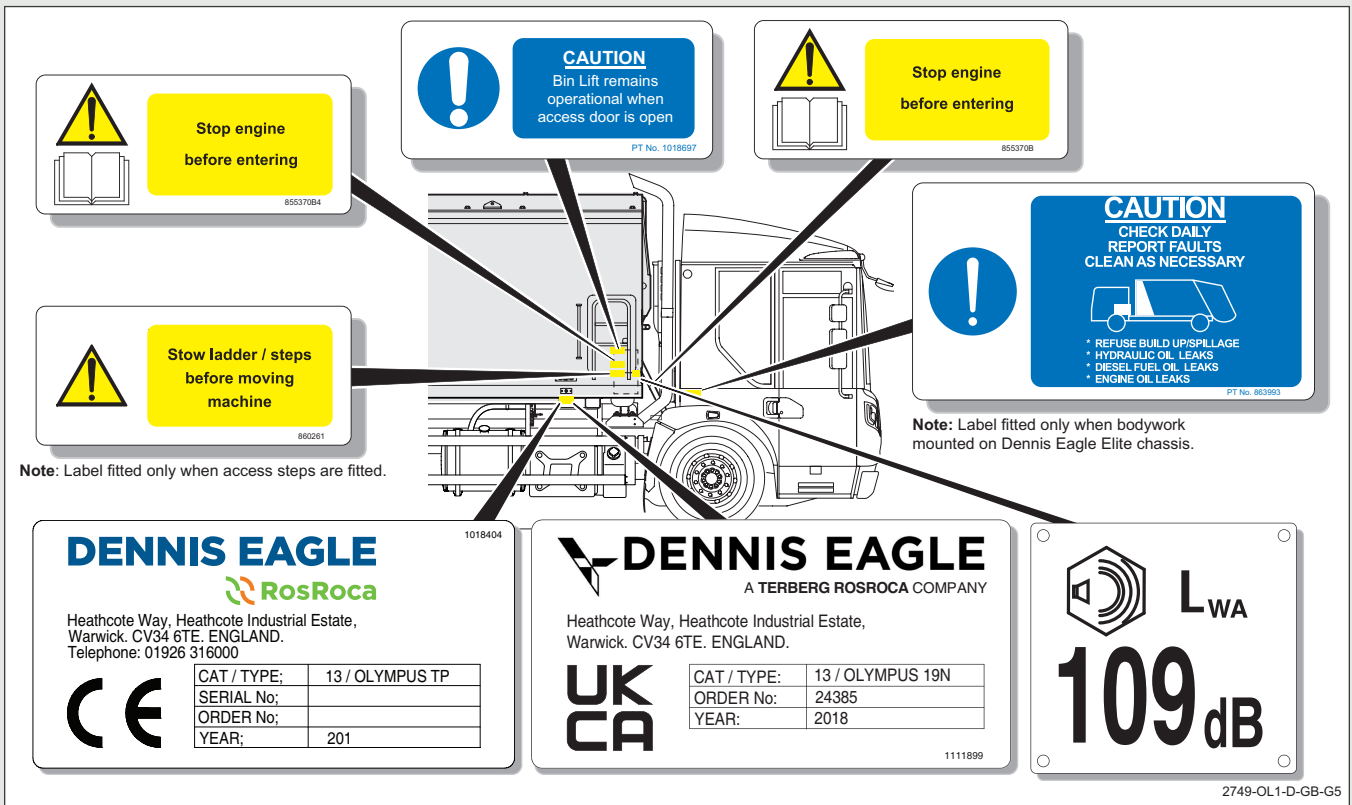 Stop engine
before entering
855370B4
CAUTION
Bin Lift remains
operational when
access door is open
PT No. 1018697
Stop engine
before entering
855370B
CAUTION
CHECK DAILY
REPORT FAULTS
CLEAN AS NECESSARY
* REFUSE BUILD UP/SPILLAGE
* HYDRAULIC OIL LEAKS
* DIESEL FUEL OIL LEAKS
* ENGINE OIL LEAKS
PT No. 863993
Note: Label fitted only when bodywork
mounted on Dennis Eagle Elite chassis.
Stow ladder / steps
before moving
machine
860261
Note: Label fitted only when access steps are fitted.
1018404
DENNIS EAGLE
RosRoca
Heathcote Way, Heathcote Industrial Estate,
Warwick. CV34 6TE. ENGLAND.
Telephone: 01926 316000
CE
CAT / TYPE; 13 / OLYMPUS TP
SERIAL No;
ORDER No;
YEAR; 201
DENNIS EAGLE
A TERBERG ROSROCA COMPANY
Heathcote Way, Heathcote Industrial Estate,
Warwick. CV34 6TE. ENGLAND.
UK
CA
CAT / TYPE: 13 / OLYMPUS 19N
ORDER No: 24385
YEAR: 2018
1111899
LWA
109 dB
2749-OL1-D-GB-G5